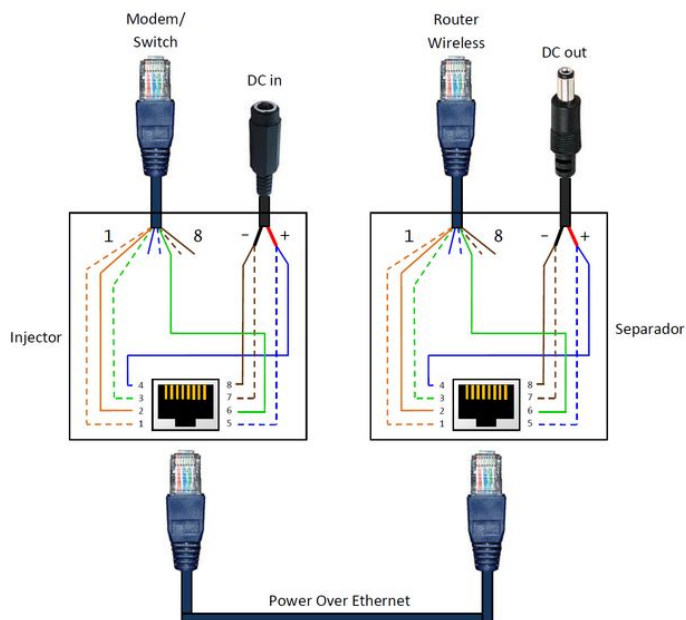 Modem/
Switch
DC in
Router
Wireless
DC out
1
8
-
+
1
8
-
+
Injector
Separador
4
3
2
1
8
7
6
5
4
3
2
1
8
7
6
5
Power Over Ethernet